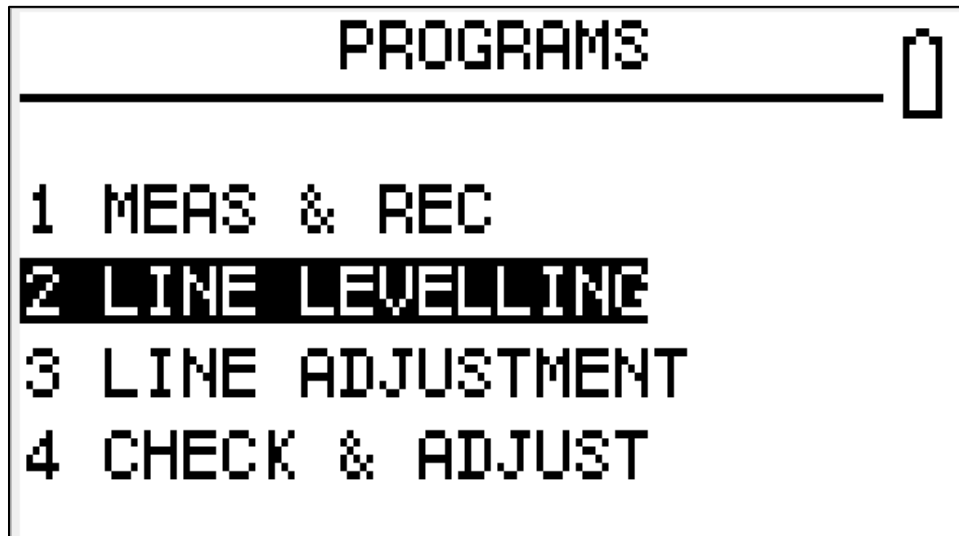 PROGRAMS
1 MEAS & REC
2 LINE LEVELLING
3 LINE ADJUSTMENT
4 CHECK & ADJUST